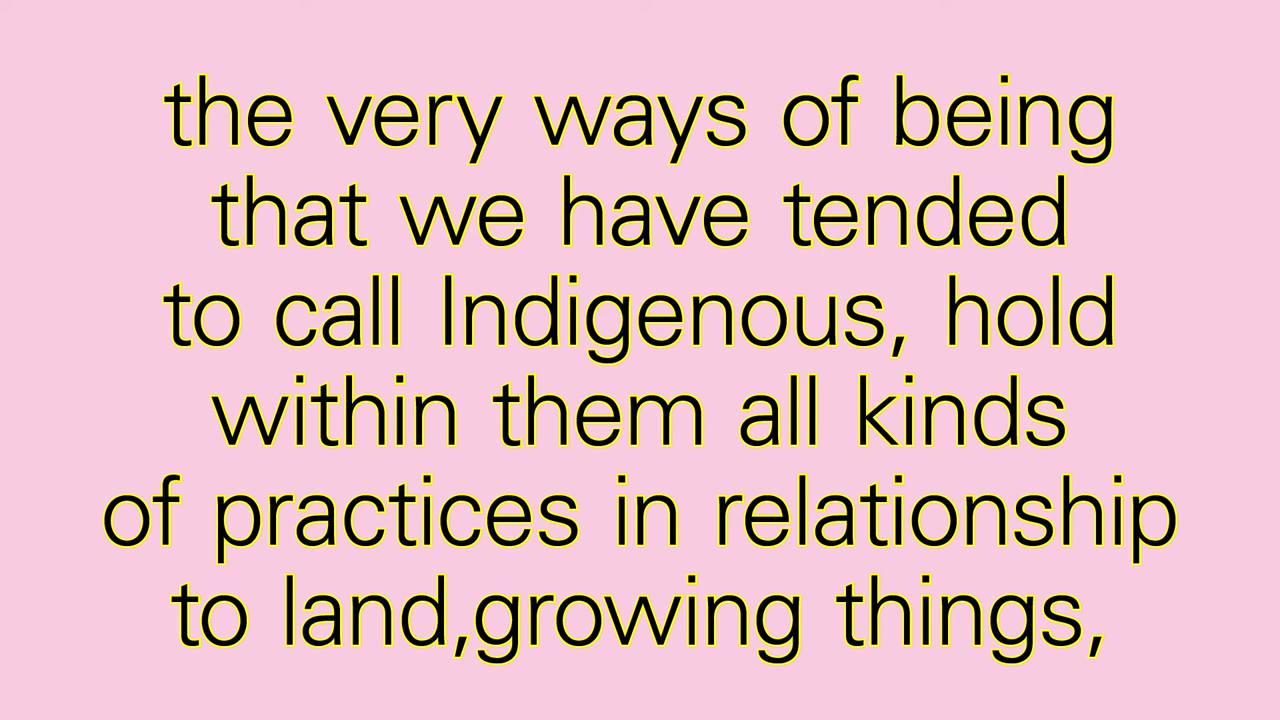 the very ways of being
that we have tended
to call Indigenous, hold
within them all kinds
of practices in relationship
to land,growing things,